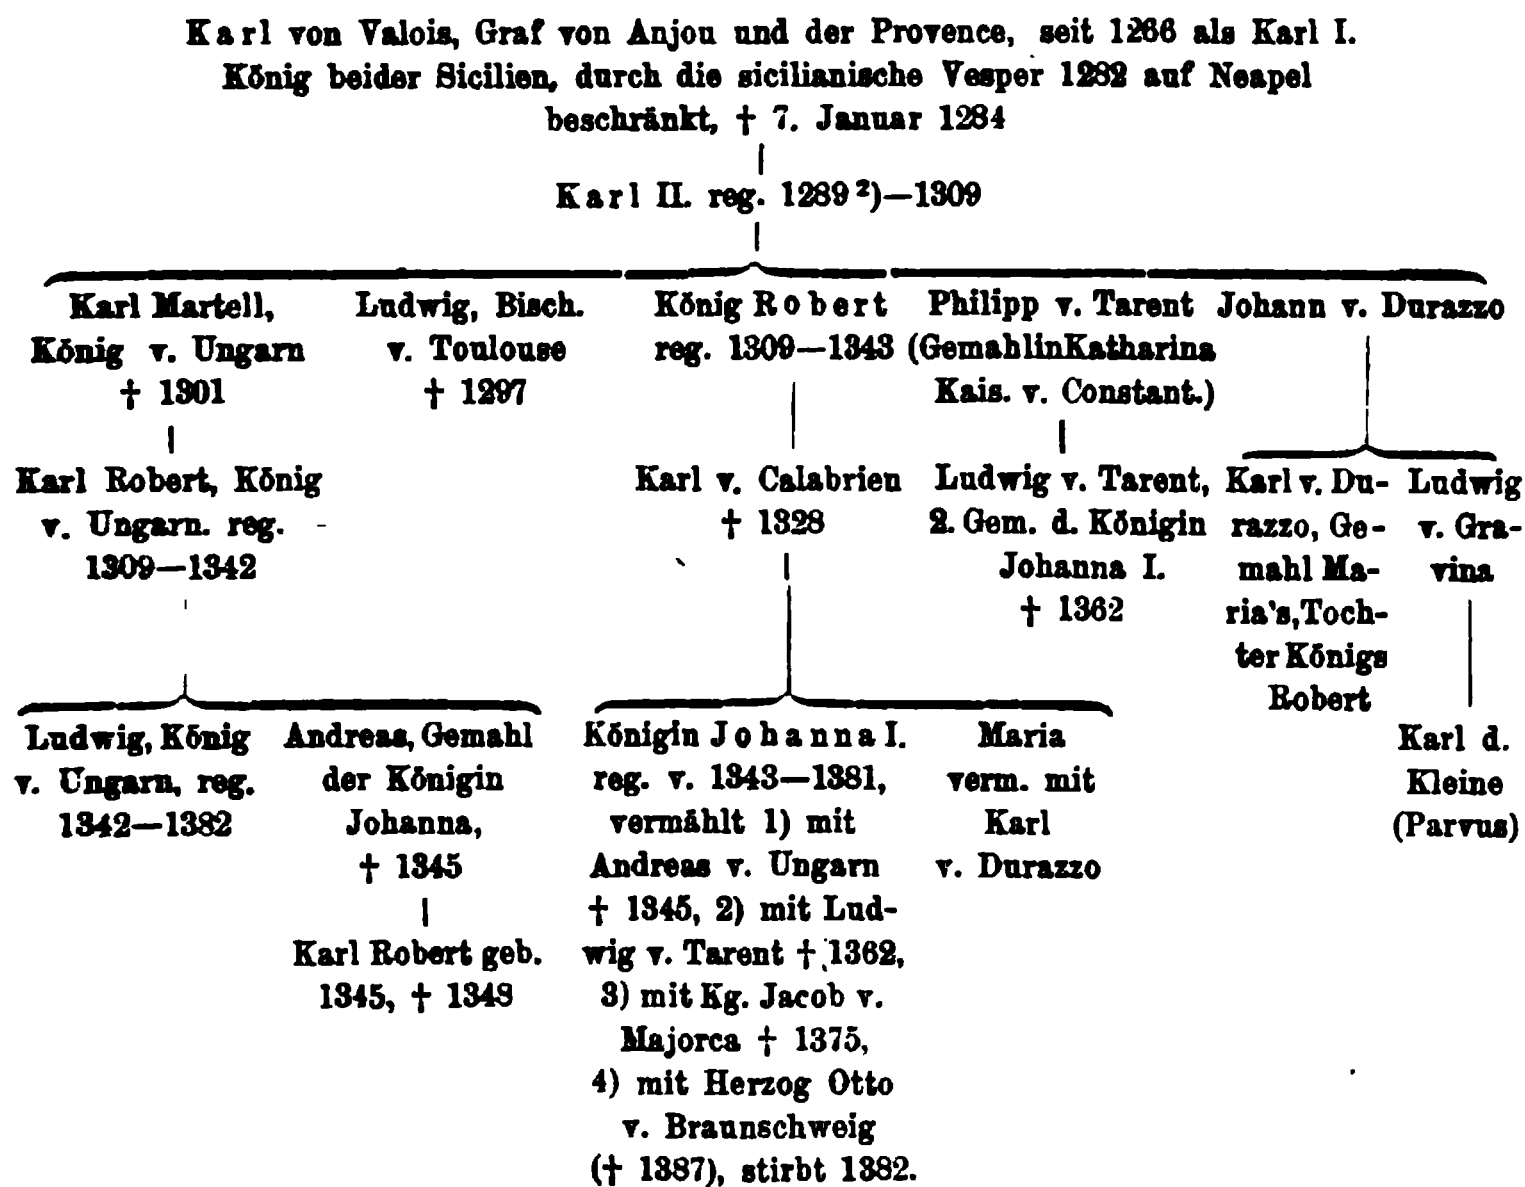 Karl von Valois, Graf von Anjou und der Provence, seit 1266 als Karl I.
König beider Sicilien, durch die sicilianische Vesper 1282 auf Neapel
beschränkt, † 7. Januar 1284
Karl II. reg. 1289 ²)—1309
Karl Martell,
König v. Ungarn
† 1301
Ludwig, Bisch.
v. Toulouse
† 1297
König Robert
reg. 1309—1343
Philipp v. Tarent
(Gemahlin Katharina
Kais. v. Constant.)
Johann v. Durazzo
Karl Robert, König
v. Ungarn. reg.
1309—1342
Karl v. Calabrien
† 1328
Ludwig v. Tarent,
2. Gem. d. Königin
Johanna I.
† 1362
Karl v. Du-
razzo, Ge-
mahl Ma-
ria's, Toch-
ter Königs
Robert
Ludwig
v. Gra-
vina
Ludwig, König
v. Ungarn, reg.
1342—1382
Andreas, Gemahl
der Königin
Johanna,
† 1345
Karl Robert geb.
1345, † 1348
Königin Johanna I.
reg. v. 1343—1381,
vermählt 1) mit
Andreas v. Ungarn
† 1345, 2) mit Lud-
wig v. Tarent † 1362,
3) mit Kg. Jacob v.
Majorca † 1375,
4) mit Herzog Otto
v. Braunschweig
(† 1387), stirbt 1382.
Maria
verm. mit
Karl
v. Durazzo
Karl d.
Kleine
(Parvus)